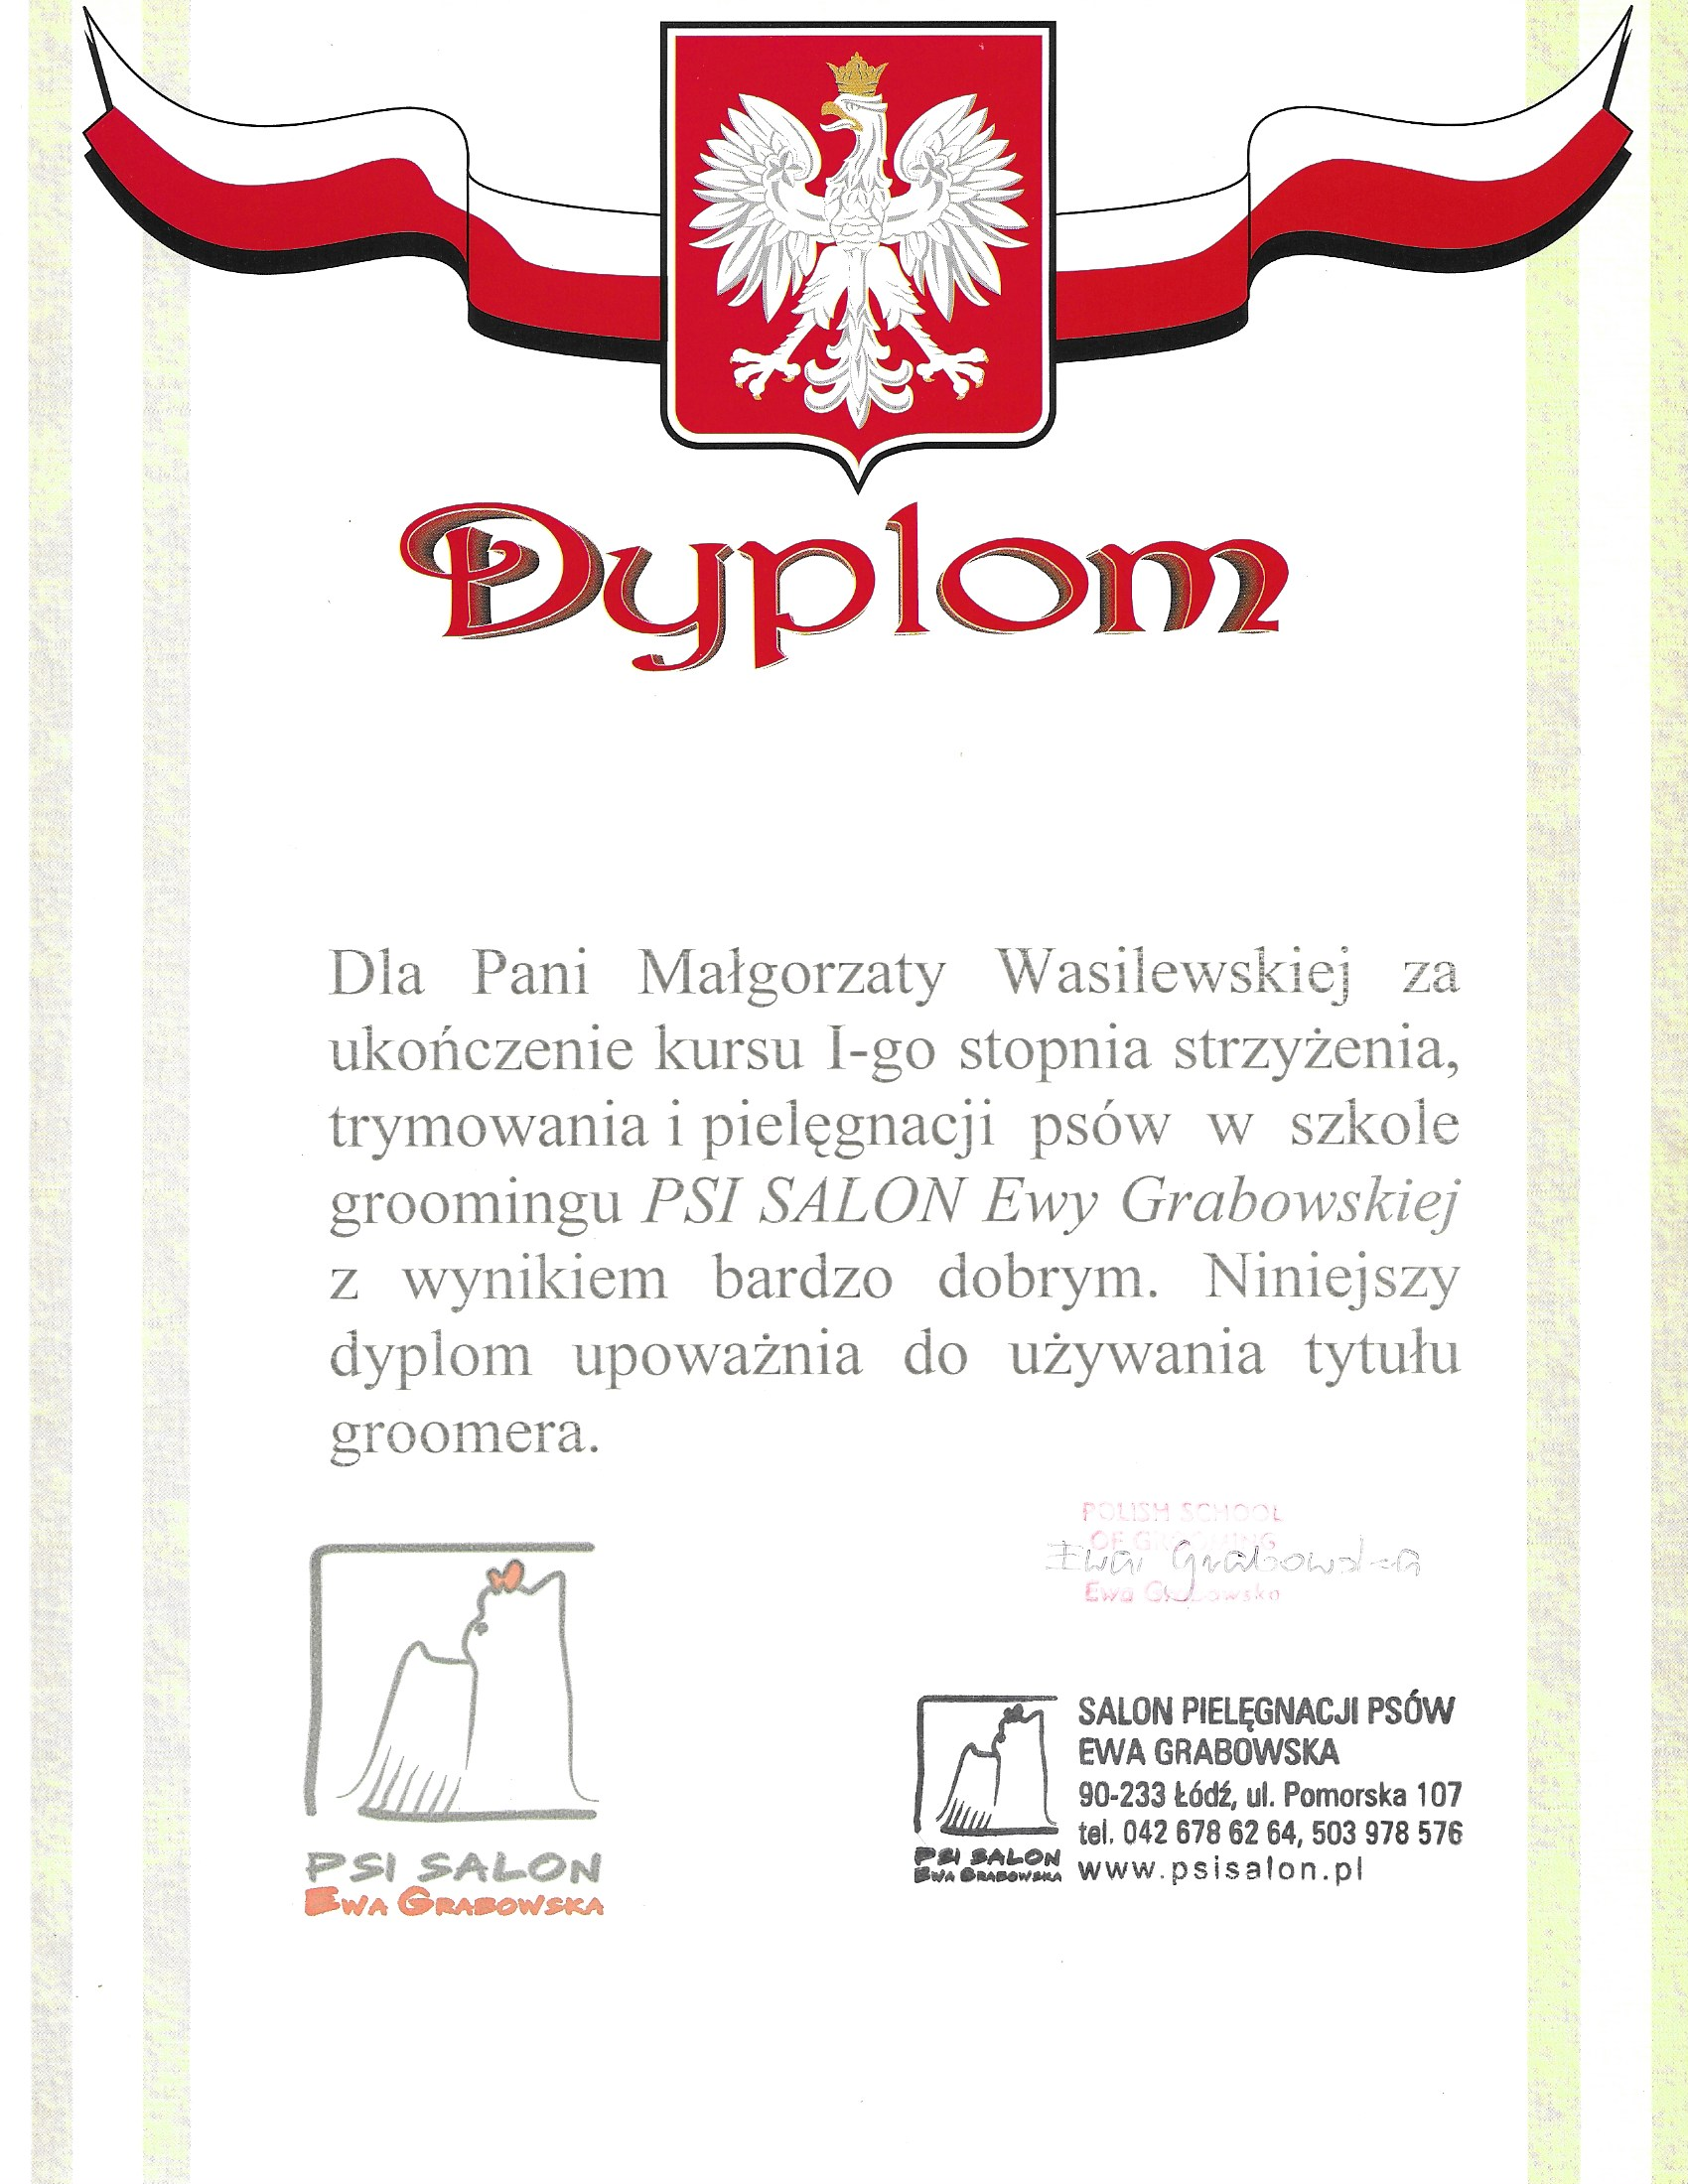 Dyplom
Dla Pani Małgorzaty Wasilewskiej za
ukończenie kursu I-go stopnia strzyżenia,
trymowania i pielęgnacji psów w szkole
groomingu PSI SALON Ewy Grabowskiej
z wynikiem bardzo dobrym. Niniejszy
dyplom upoważnia do używania tytułu
groomera.
POLISH SCHOOL
OF GROOMING
Ewa Grabowska
Ewa Grabowska
PSI SALON
EWA GRABOWSKA
SALON PIELĘGNACJI PSÓW
EWA GRABOWSKA
90-233 Łódź, ul. Pomorska 107
tel. 042 678 62 64, 503 978 576
www.psisalon.pl
PSI SALON
EWA GRABOWSKA